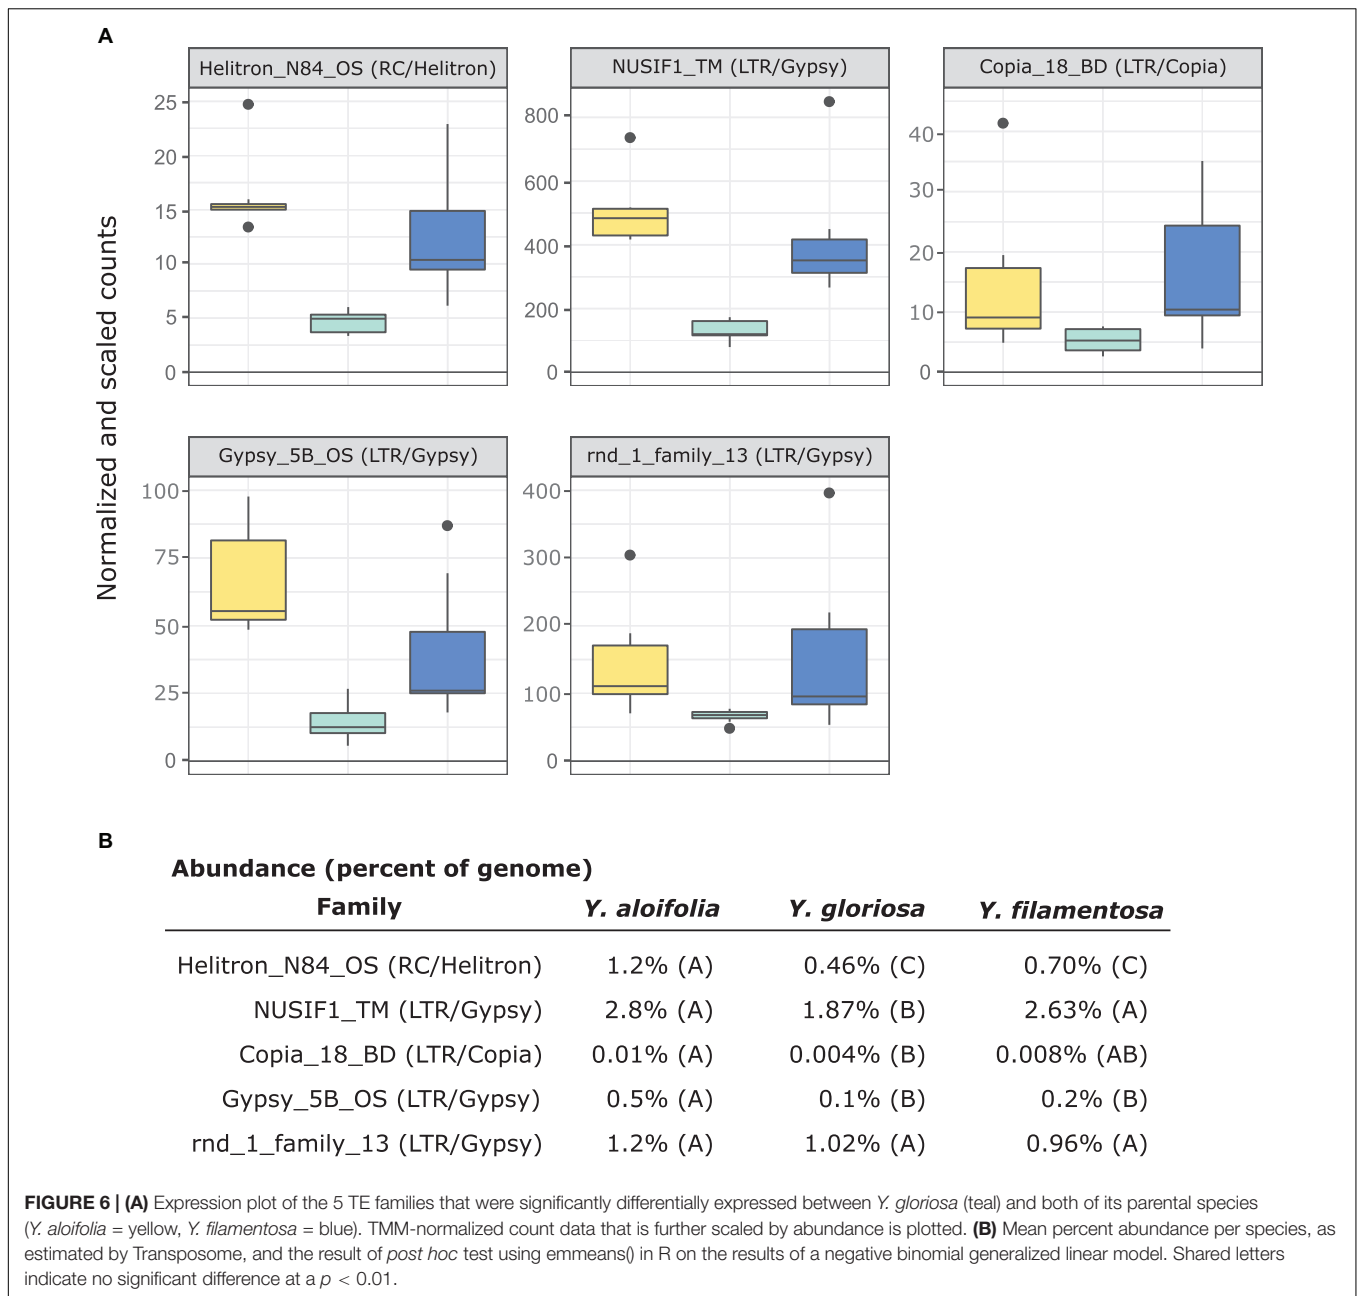 A
Helitron_N84_OS (RC/Helitron)
NUSIF1_TM (LTR/Gypsy)
Copia_18_BD (LTR/Copia)
Normalized and scaled counts
25
20
15
10
5
0
800
600
400
200
0
40
30
20
10
0
Gypsy_5B_OS (LTR/Gypsy)
rnd_1_family_13 (LTR/Gypsy)
100
75
50
25
0
400
300
200
100
0
B
Abundance (percent of genome)
Family Y. aloifolia Y. gloriosa Y. filamentosa
Helitron_N84_OS (RC/Helitron) 1.2% (A) 0.46% (C) 0.70% (C)
NUSIF1_TM (LTR/Gypsy) 2.8% (A) 1.87% (B) 2.63% (A)
Copia_18_BD (LTR/Copia) 0.01% (A) 0.004% (B) 0.008% (AB)
Gypsy_5B_OS (LTR/Gypsy) 0.5% (A) 0.1% (B) 0.2% (B)
rnd_1_family_13 (LTR/Gypsy) 1.2% (A) 1.02% (A) 0.96% (A)
FIGURE 6 | (A) Expression plot of the 5 TE families that were significantly differentially expressed between Y. gloriosa (teal) and both of its parental species
(Y. aloifolia = yellow, Y. filamentosa = blue). TMM-normalized count data that is further scaled by abundance is plotted. (B) Mean percent abundance per species, as
estimated by Transposome, and the result of post hoc test using emmeans() in R on the results of a negative binomial generalized linear model. Shared letters
indicate no significant difference at a p < 0.01.